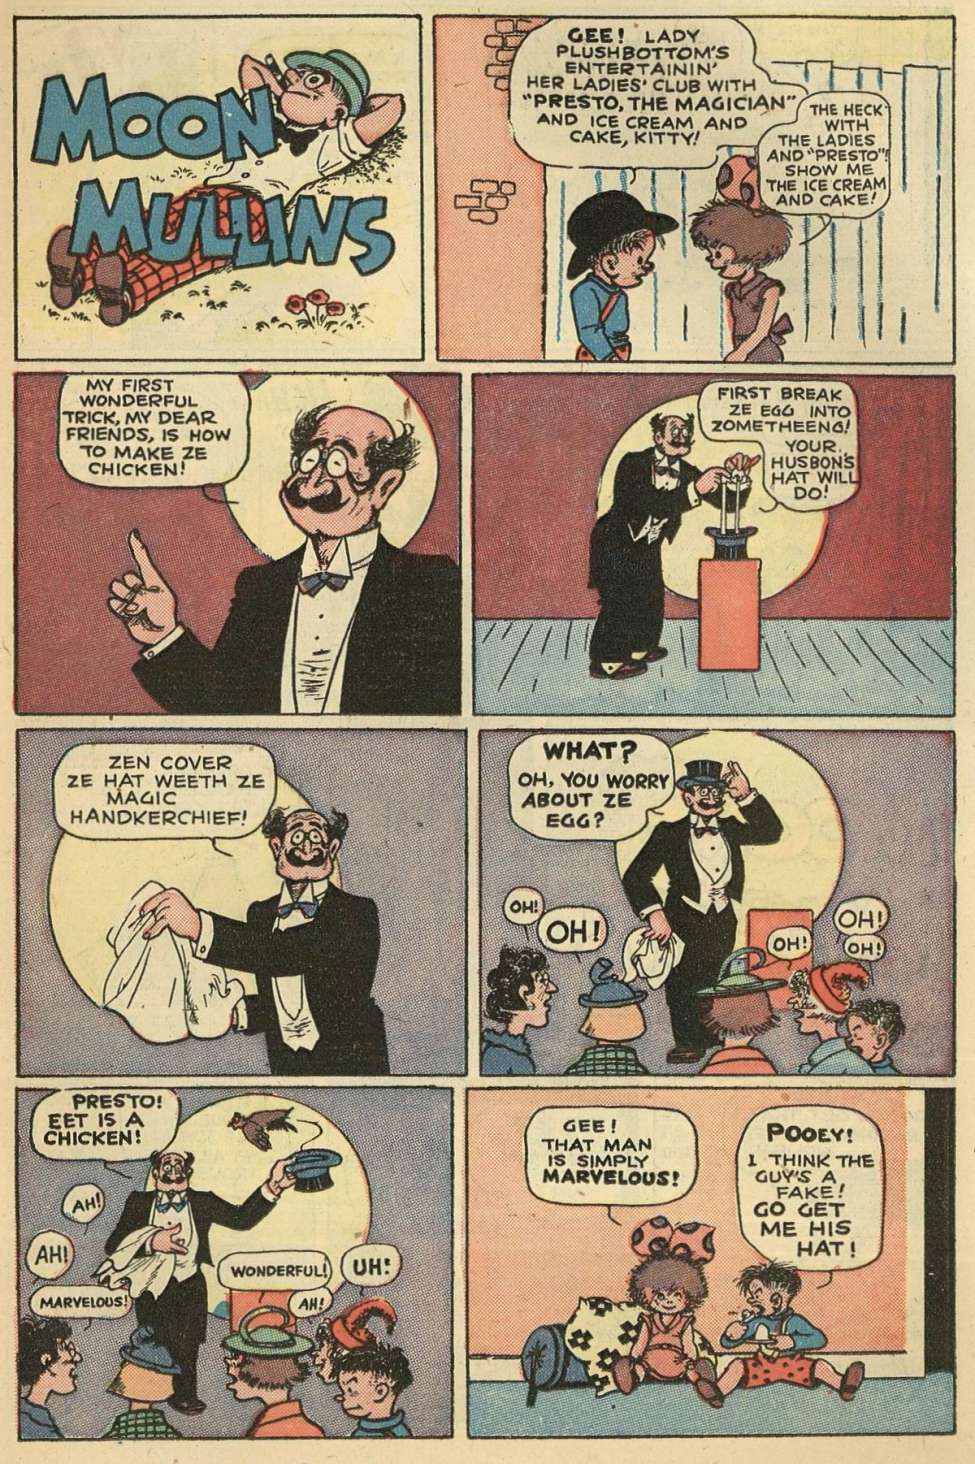 MOON
MULLINS
GEE! LADY
PLUSHBOTTOM'S
ENTERTAININ'
HER LADIES' CLUB WITH
"PRESTO, THE MAGICIAN"
AND ICE CREAM AND
CAKE, KITTY!
THE HECK
WITH
THE LADIES
AND "PRESTO"!
SHOW ME
THE ICE CREAM
AND CAKE!
MY FIRST
WONDERFUL
TRICK, MY DEAR
FRIENDS, IS HOW
TO MAKE ZE
CHICKEN!
FIRST BREAK
ZE EGG INTO
ZOMETHEENG!
YOUR
HUSBON'S
HAT WILL
DO!
ZEN COVER
ZE HAT WEETH ZE
MAGIC
HANDKERCHIEF!
WHAT?
OH, YOU WORRY
ABOUT ZE
EGG?
OH!
OH!
OH!
OH!
OH!
PRESTO!
EET IS A
CHICKEN!
AH!
AH!
MARVELOUS!
WONDERFUL!
AH!
UH!
GEE!
THAT MAN
IS SIMPLY
MARVELOUS!
POOEY!
I THINK THE
GUY'S A
FAKE!
GO GET
ME HIS
HAT!